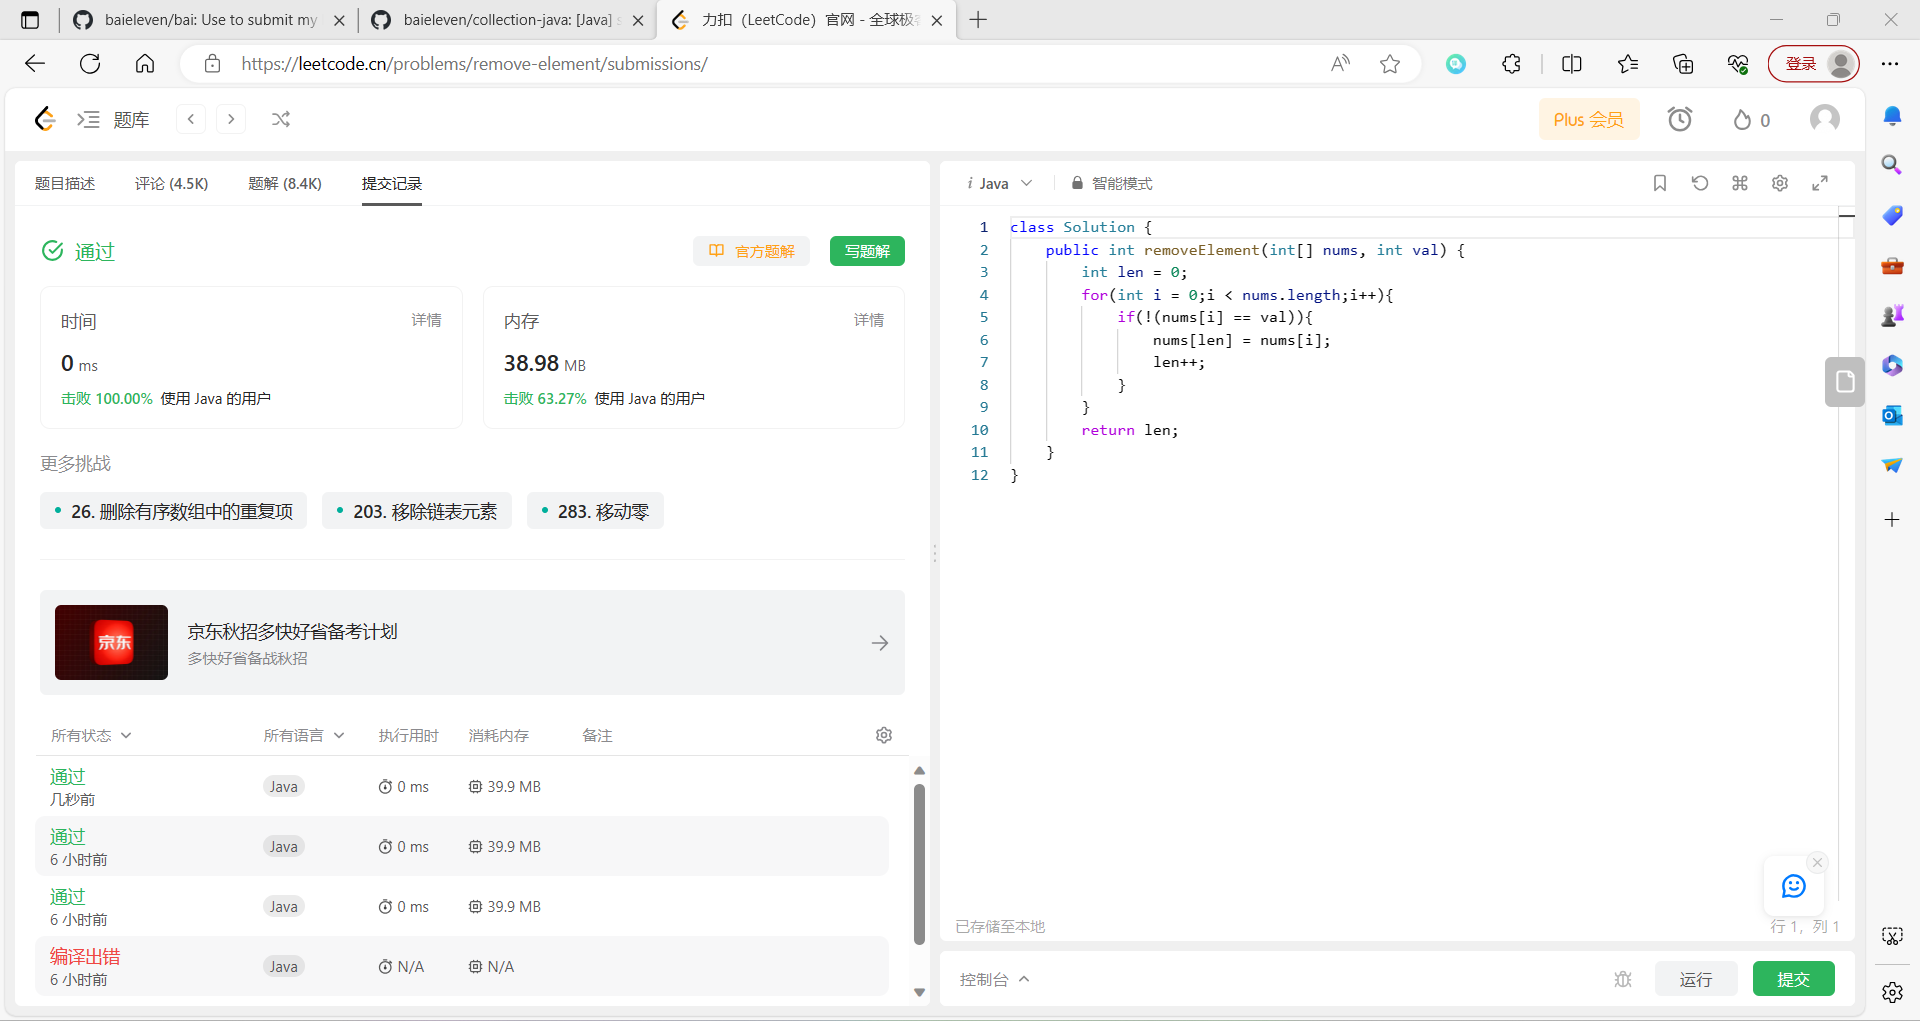 baieleven/bai: Use to submit my
baieleven/collection-java: [Java]
力扣（LeetCode）官网 - 全球极
https://leetcode.cn/problems/remove-element/submissions/
登录
题库
Plus 会员
0
题目描述
评论 (4.5K)
题解 (8.4K)
提交记录
通过
官方题解
写题解
时间
详情
0 ms
击败 100.00% 使用 Java 的用户
内存
详情
38.98 MB
击败 63.27% 使用 Java 的用户
更多挑战
26. 删除有序数组中的重复项
203. 移除链表元素
283. 移动零
京东
京东秋招多快好省备考计划
多快好省备战秋招
所有状态 所有语言 执行用时 消耗内存 备注
通过 Java 0 ms 39.9 MB
几秒前
通过 Java 0 ms 39.9 MB
6 小时前
通过 Java 0 ms 39.9 MB
6 小时前
编译出错 Java N/A N/A
6 小时前
i Java
智能模式
1 class Solution {
2     public int removeElement(int[] nums, int val) {
3         int len = 0;
4         for(int i = 0;i < nums.length;i++){
5             if(!(nums[i] == val)){
6                 nums[len] = nums[i];
7                 len++;
8             }
9         }
10         return len;
11     }
12 }
已存储至本地
行 1, 列 1
控制台
运行
提交